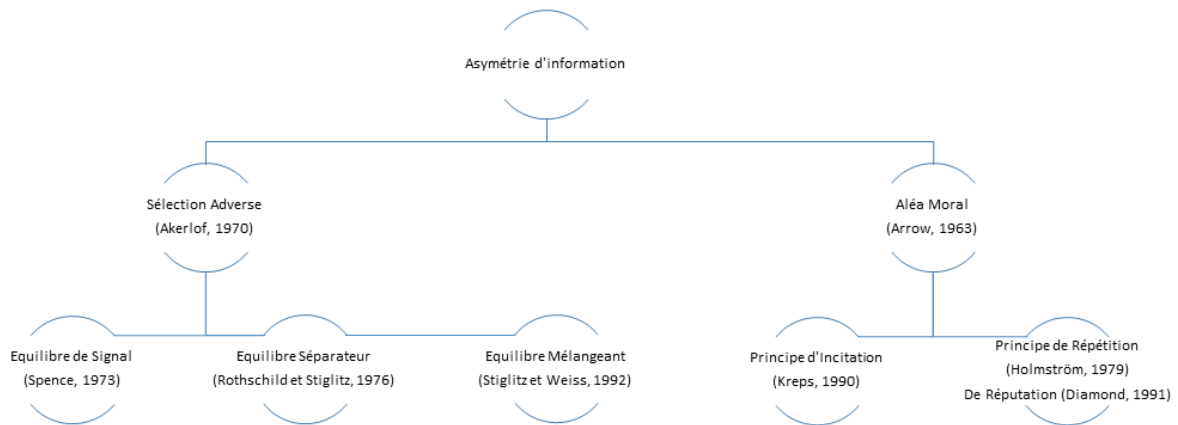 Asymétrie d'information
Sélection Adverse
(Akerlof, 1970)
Aléa Moral
(Arrow, 1963)
Equilibre de Signal
(Spence, 1973)
Equilibre Séparateur
(Rothschild et Stiglitz, 1976)
Equilibre Mélangeant
(Stiglitz et Weiss, 1992)
Principe d'Incitation
(Kreps, 1990)
Principe de Répétition
(Holmström, 1979)
De Réputation (Diamond, 1991)